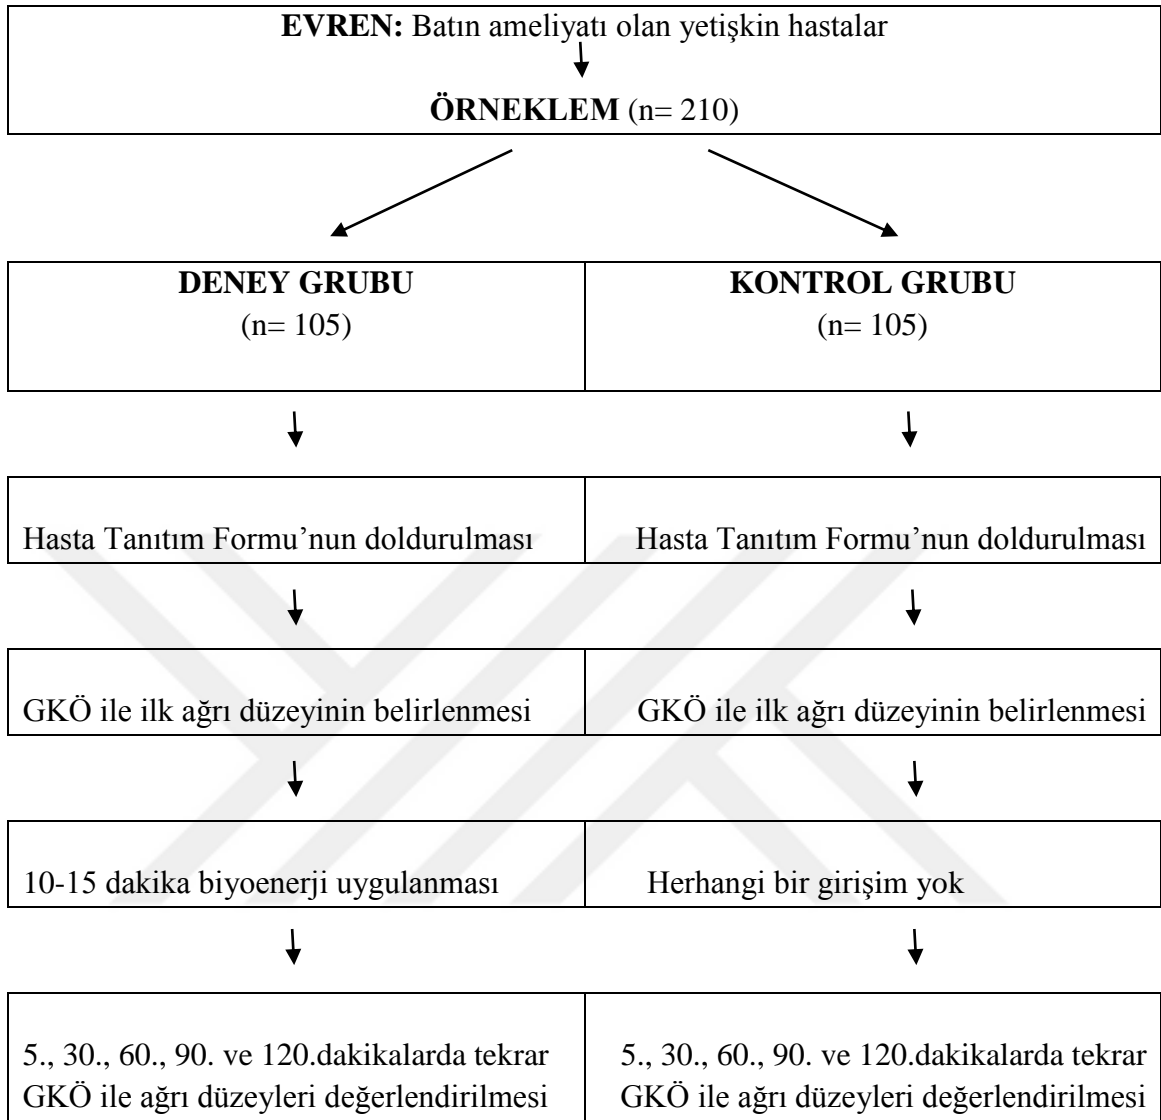 EVREN: Batın ameliyatı olan yetişkin hastalar
ÖRNEKLEM (n= 210)
DENEY GRUBU
(n= 105)
KONTROL GRUBU
(n= 105)
Hasta Tanıtım Formu’nun doldurulması
Hasta Tanıtım Formu’nun doldurulması
GKÖ ile ilk ağrı düzeyinin belirlenmesi
GKÖ ile ilk ağrı düzeyinin belirlenmesi
10-15 dakika biyoenerji uygulanması
Herhangi bir girişim yok
5., 30., 60., 90. ve 120.dakikalarda tekrar
GKÖ ile ağrı düzeyleri değerlendirilmesi
5., 30., 60., 90. ve 120.dakikalarda tekrar
GKÖ ile ağrı düzeyleri değerlendirilmesi